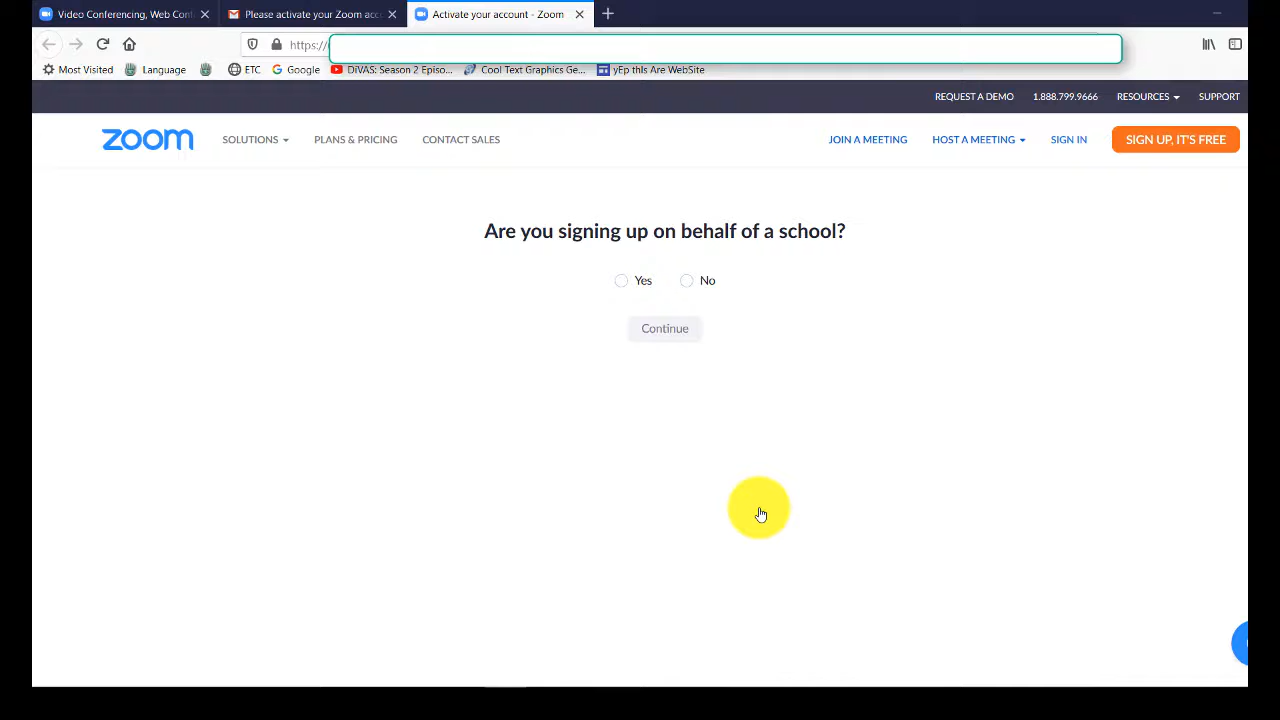 Video Conferencing, Web Conf
Please activate your Zoom acc
Activate your account - Zoom
https://
Most Visited
Language
ETC
Google
DiVAS: Season 2 Episo...
Cool Text Graphics Ge...
yEp thIs Are WebSite
REQUEST A DEMO 1.888.799.9666 RESOURCES SUPPORT
zoom SOLUTIONS PLANS & PRICING CONTACT SALES JOIN A MEETING HOST A MEETING SIGN IN SIGN UP, IT'S FREE
Are you signing up on behalf of a school?
Yes No
Continue